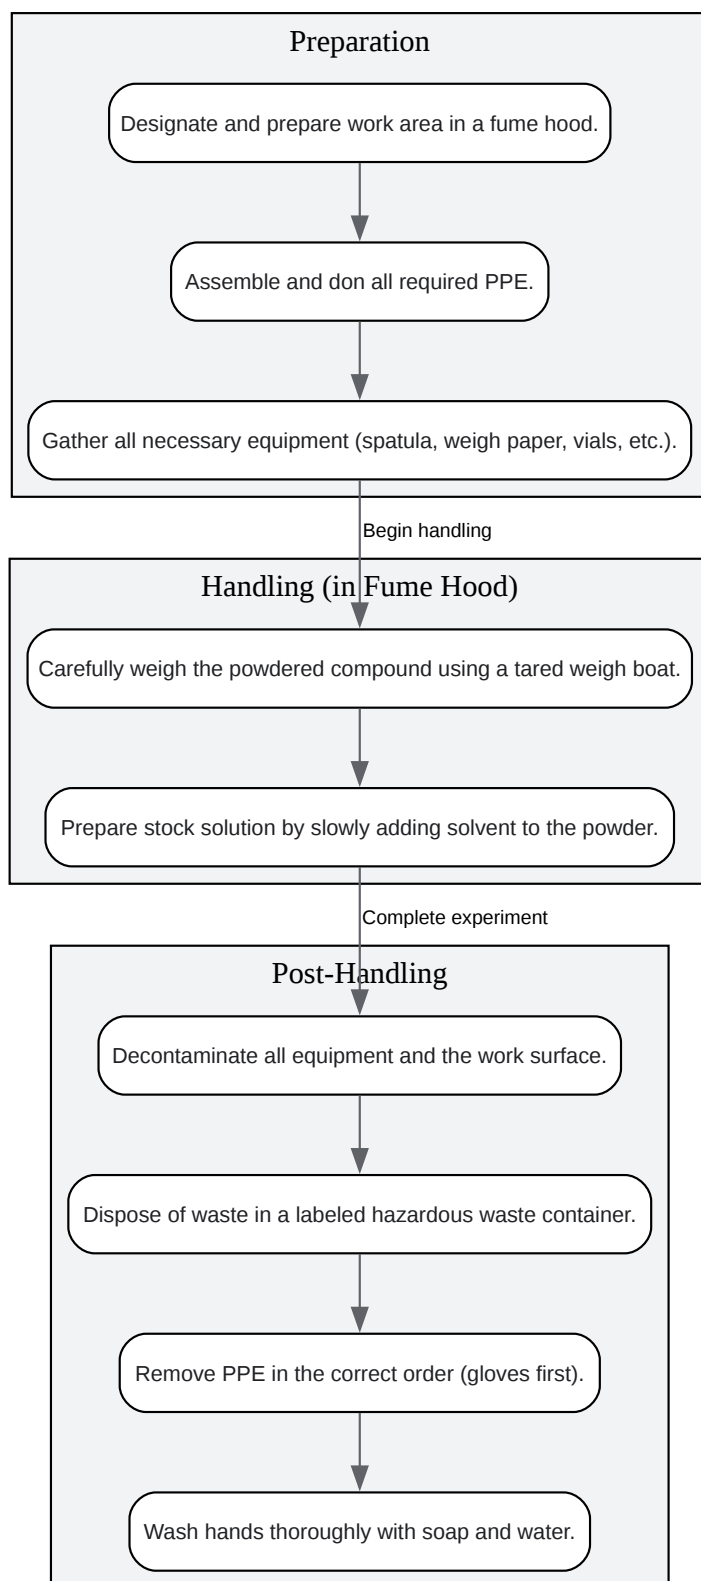 Preparation
Designate and prepare work area in a fume hood.
Assemble and don all required PPE.
Gather all necessary equipment (spatula, weigh paper, vials, etc.).
Begin handling
Handling (in Fume Hood)
Carefully weigh the powdered compound using a tared weigh boat.
Prepare stock solution by slowly adding solvent to the powder.
Complete experiment
Post-Handling
Decontaminate all equipment and the work surface.
Dispose of waste in a labeled hazardous waste container.
Remove PPE in the correct order (gloves first).
Wash hands thoroughly with soap and water.